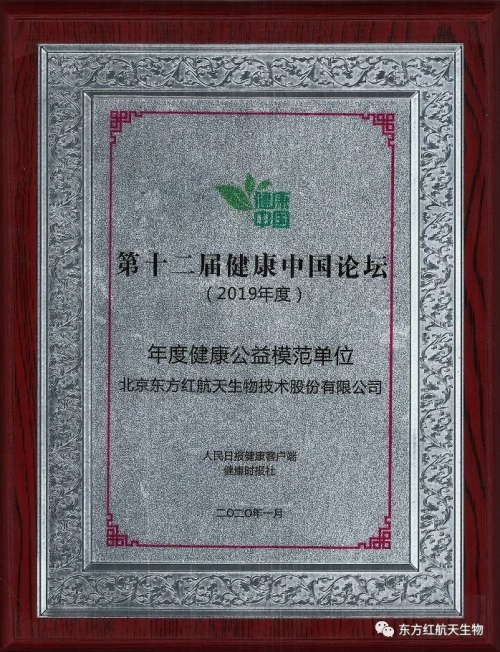 健康
中国
第十二届健康中国论坛
（2019年度）
年度健康公益模范单位
北京东方红航天生物技术股份有限公司
人民日报健康客户端
健康时报社
二〇二〇年一月
东方红航天生物